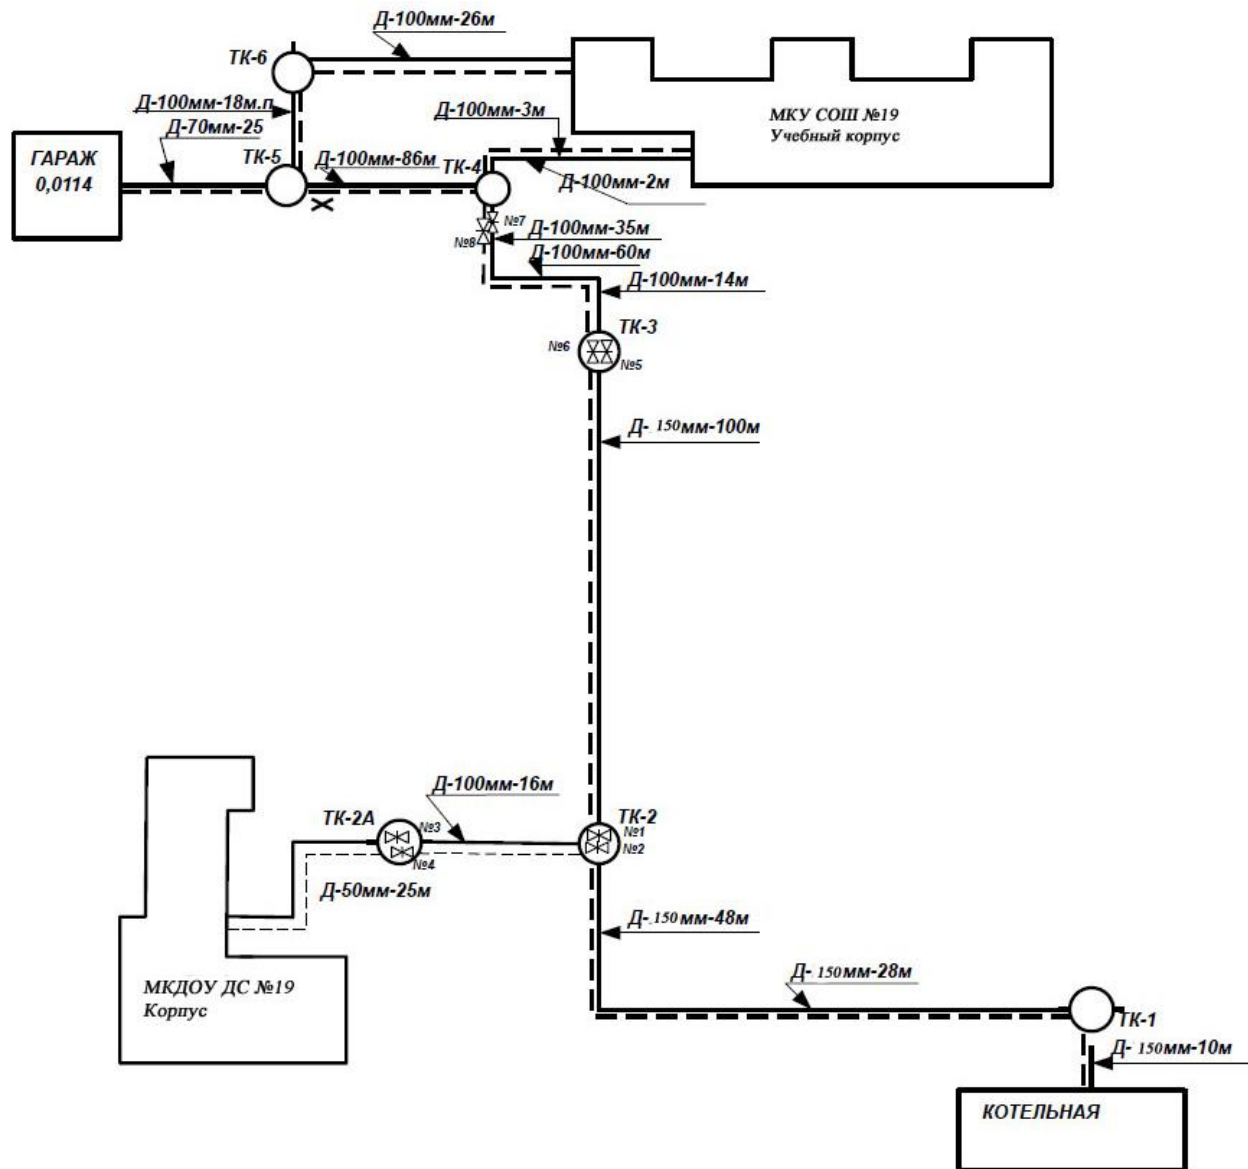 Д-100мм-26м
ТК-6
Д-100мм-18м.п
Д-70мм-25
ГАРАЖ
0,0114
ТК-5
Д-100мм-86м
Д-100мм-3м
ТК-4
Д-100мм-2м
МКУ СОШ №19
Учебный корпус
№7
№8
Д-100мм-35м
Д-100мм-60м
Д-100мм-14м
ТК-3
№6
№5
Д- 150мм-100м
Д-100мм-16м
ТК-2А
№3
№4
ТК-2
№1
№2
Д-50мм-25м
Д- 150мм-48м
МКДОУ ДС №19
Корпус
Д- 150мм-28м
ТК-1
Д- 150мм-10м
КОТЕЛЬНАЯ